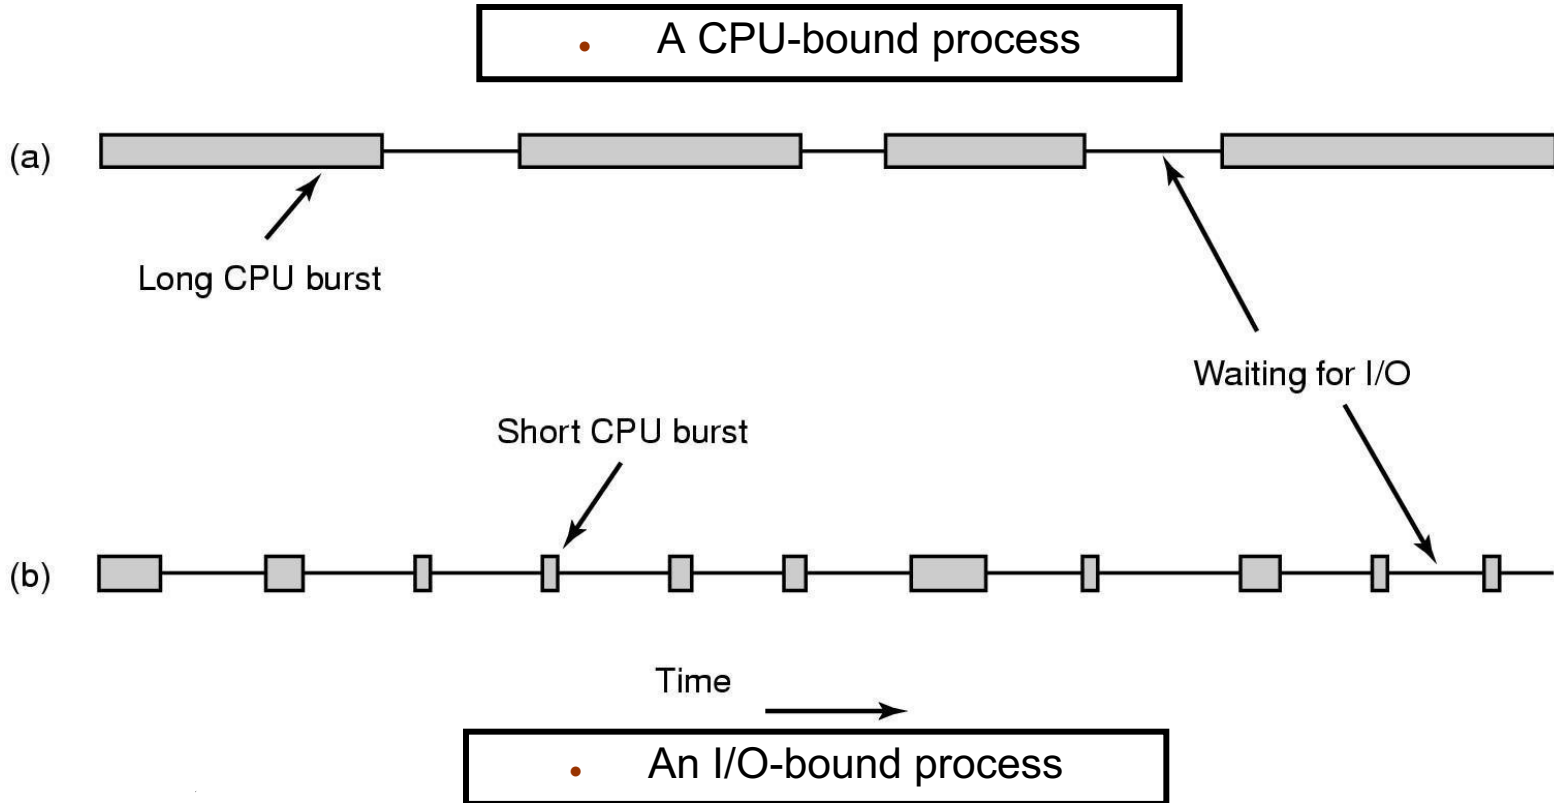 • A CPU-bound process
(a)
Long CPU burst
Waiting for I/O
Short CPU burst
(b)
Time
• An I/O-bound process